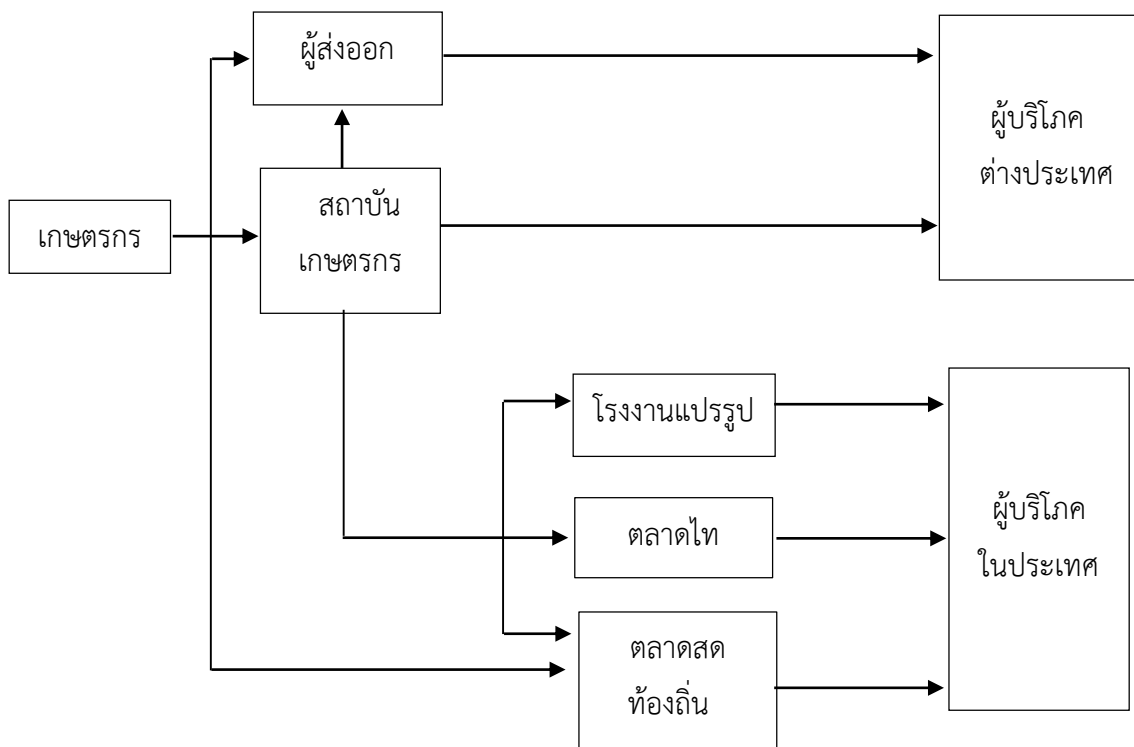 ผู้ส่งออก
ผู้บริโภค
ต่างประเทศ
สถาบัน
เกษตรกร
เกษตรกร
โรงงานแปรรูป
ตลาดไท
ผู้บริโภค
ในประเทศ
ตลาดสด
ท้องถิ่น